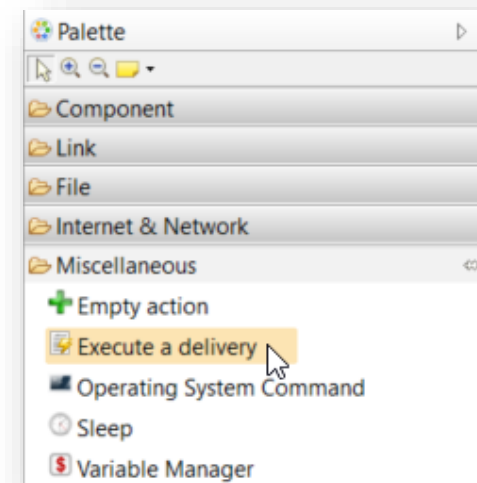 Palette
Component
Link
File
Internet & Network
Miscellaneous
Empty action
Execute a delivery
Operating System Command
Sleep
Variable Manager